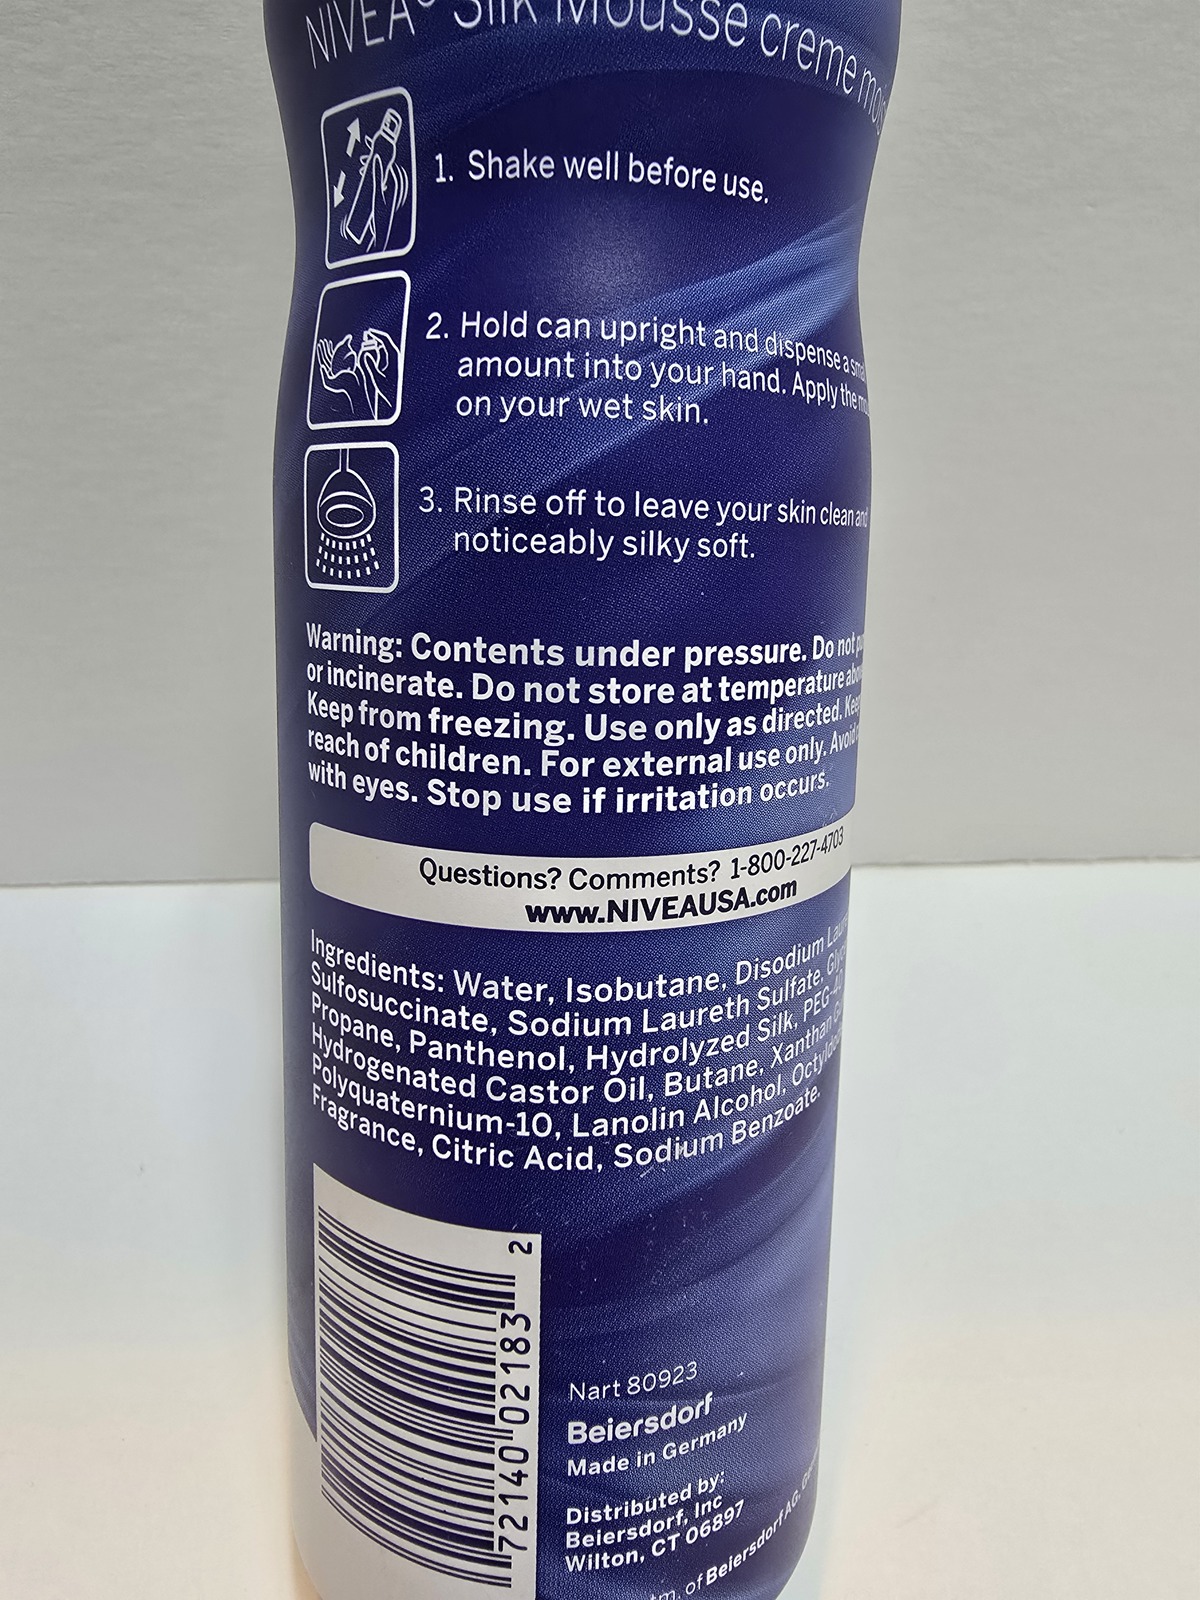 NIVEA® Silk Mousse creme
1. Shake well before use.
2. Hold can upright and dispense a
amount into your hand. Apply the
on your wet skin.
3. Rinse off to leave your skin clean and
noticeably silky soft.
Warning: Contents under pressure. Do not
or incinerate. Do not store at temperature
Keep from freezing. Use only as directed. Keep
reach of children. For external use only. Avoid
with eyes. Stop use if irritation occurs.
Questions? Comments? 1-800-227-4703
www.NIVEAUSA.com
Ingredients: Water, Isobutane, Disodium
Sulfosuccinate, Sodium Laureth Sulfate,
Propane, Panthenol, Hydrolyzed Silk, PEG-40
Hydrogenated Castor Oil, Butane, Xanthan
Polyquaternium-10, Lanolin Alcohol,
Fragrance, Citric Acid, Sodium Benzoate.
72140 02183 2
Nart 80923
Beiersdorf
Made in Germany
Distributed by:
Beiersdorf, Inc
Wilton, CT 06897
tm. of Beiersdorf AG,